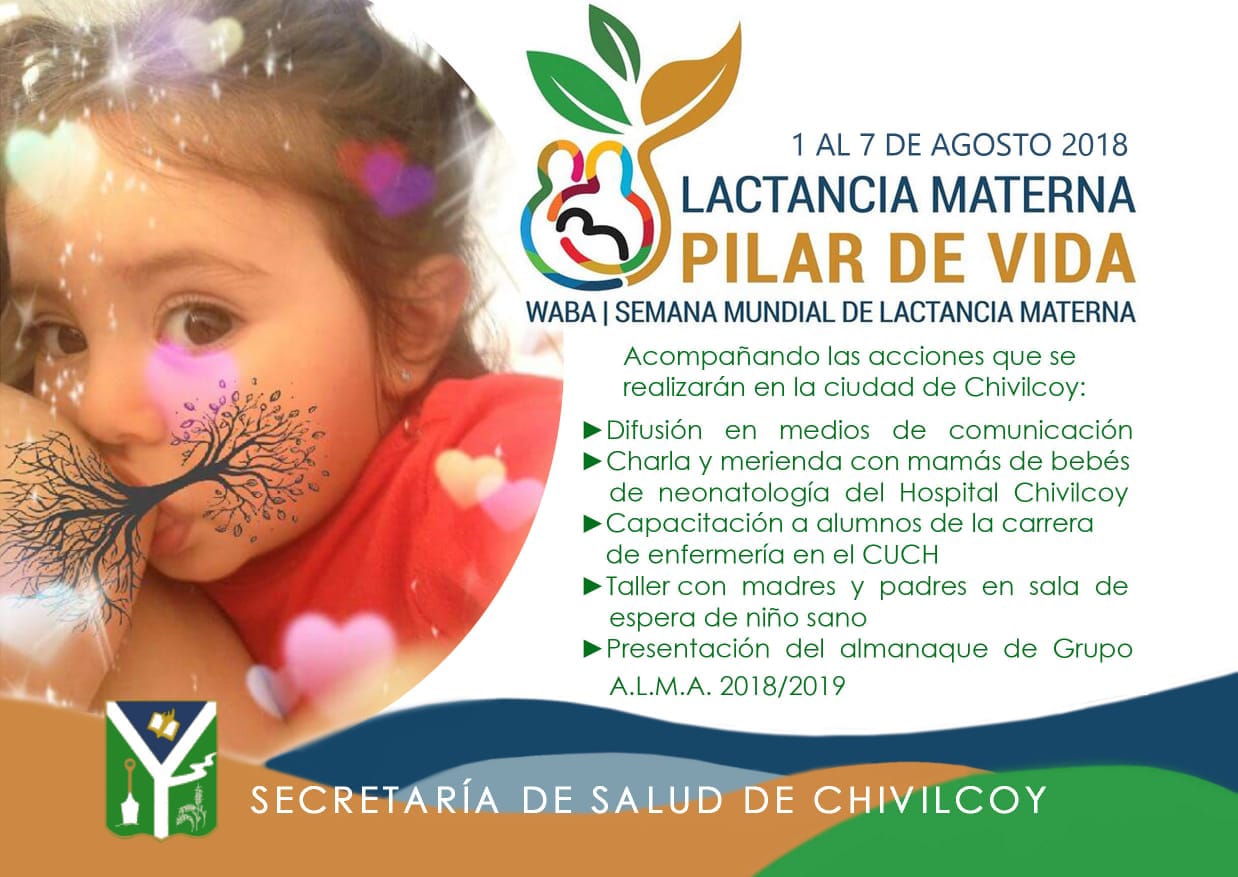 1 AL 7 DE AGOSTO 2018
LACTANCIA MATERNA
PILAR DE VIDA
WABA | SEMANA MUNDIAL DE LACTANCIA MATERNA
Acompañando las acciones que se
realizarán en la ciudad de Chivilcoy:
►Difusión en medios de comunicación
►Charla y merienda con mamás de bebés
de neonatología del Hospital Chivilcoy
►Capacitación a alumnos de la carrera
de enfermería en el CUCH
►Taller con madres y padres en sala de
espera de niño sano
►Presentación del almanaque de Grupo
A.L.M.A. 2018/2019
SECRETARÍA DE SALUD DE CHIVILCOY